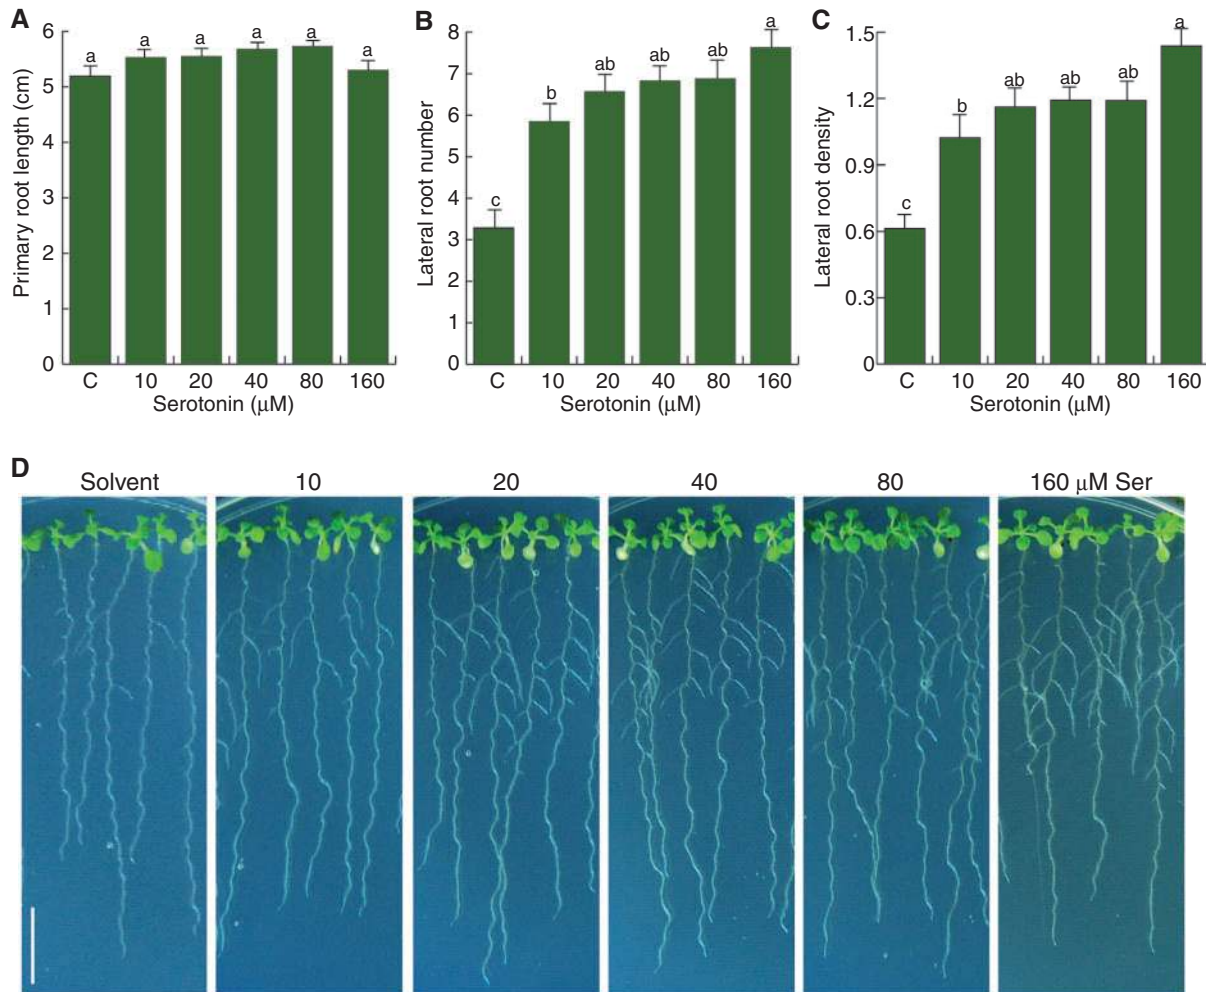 A
Primary root length (cm)
6
5
4
3
2
1
0
a a a a a a
C 10 20 40 80 160
Serotonin (μM)
B
Lateral root number
8
7
6
5
4
3
2
1
0
c b ab ab ab a
C 10 20 40 80 160
Serotonin (μM)
C
Lateral root density
1.5
1.2
0.9
0.6
0.3
0
c b ab ab ab a
C 10 20 40 80 160
Serotonin (μM)
D
Solvent 10 20 40 80 160 μM Ser